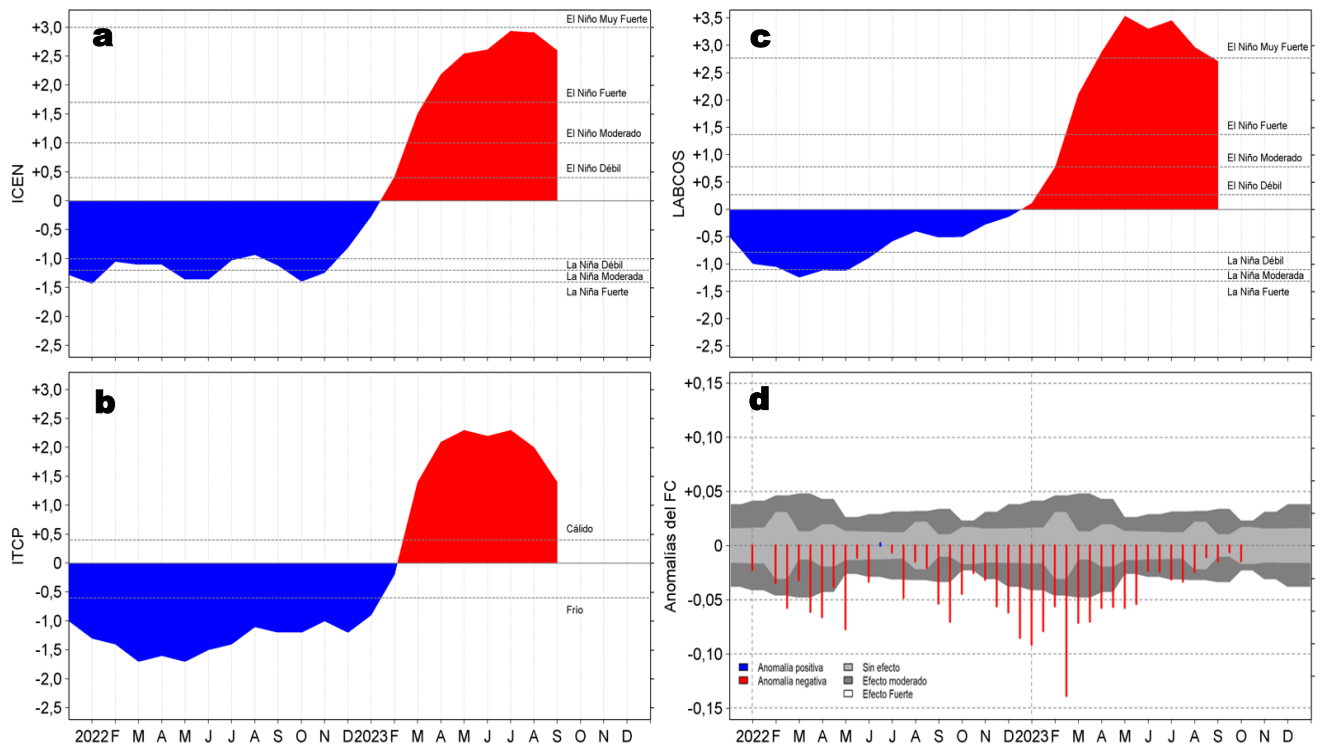 a
ICEN
+3,0
+2,5
+2,0
+1,5
+1,0
+0,5
0
-0,5
-1,0
-1,5
-2,0
-2,5
El Niño Muy Fuerte
El Niño Fuerte
El Niño Moderado
El Niño Débil
La Niña Débil
La Niña Moderada
La Niña Fuerte
c
LABCOS
+3,5
+3,0
+2,5
+2,0
+1,5
+1,0
+0,5
0
-0,5
-1,0
-1,5
-2,0
-2,5
El Niño Muy Fuerte
El Niño Fuerte
El Niño Moderado
El Niño Débil
La Niña Débil
La Niña Moderada
La Niña Fuerte
b
ITCP
+3,0
+2,5
+2,0
+1,5
+1,0
+0,5
0
-0,5
-1,0
-1,5
-2,0
-2,5
Cálido
Frío
2022 F M A M J J A S O N D 2023 F M A M J J A S O N D
d
Anomalías del FC
+0,15
+0,10
+0,05
0
-0,05
-0,10
-0,15
Anomalía positiva
Anomalía negativa
Sin efecto
Efecto moderado
Efecto Fuerte
2022 F M A M J J A S O N D 2023 F M A M J J A S O N D